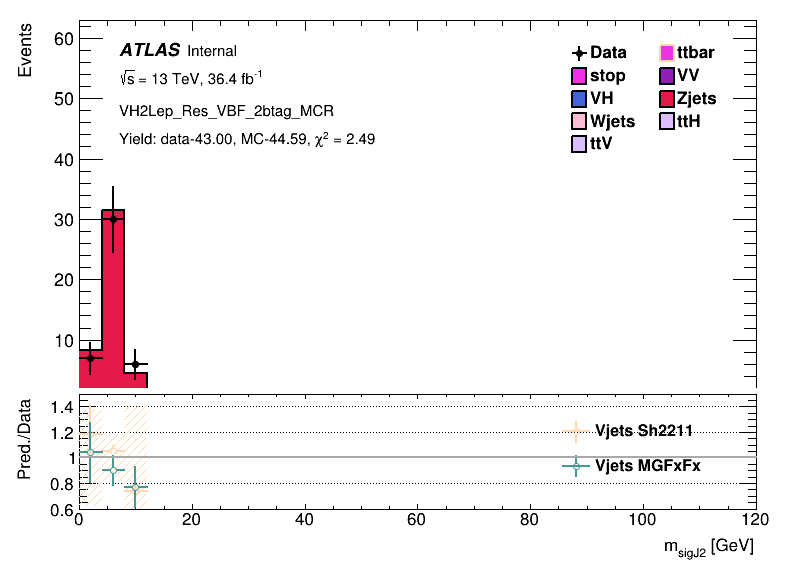 Events
60
50
40
30
20
10
ATLAS Internal
√s = 13 TeV, 36.4 fb⁻¹
VH2Lep_Res_VBF_2btag_MCR
Yield: data-43.00, MC-44.59, χ² = 2.49
Data ttbar
stop VV
VH Zjets
Wjets ttH
ttV
Pred./Data
1.4
1.2
1
0.8
0.6
Vjets Sh2211
Vjets MGFxFx
0 20 40 60 80 100 120
m_sigJ2 [GeV]